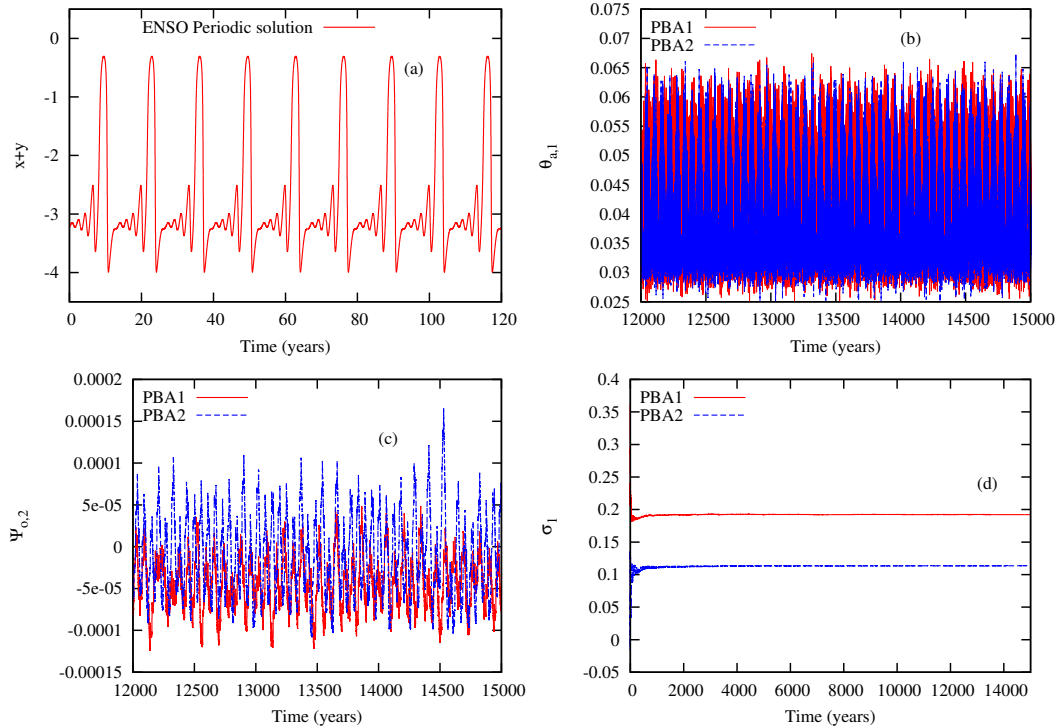 ENSO Periodic solution
(a)
0
-1
-2
-3
-4
x+y
0 20 40 60 80 100 120
Time (years)
PBA1
PBA2
(b)
0.075
0.07
0.065
0.06
0.055
0.05
0.045
0.04
0.035
0.03
0.025
θa,1
12000 12500 13000 13500 14000 14500 15000
Time (years)
PBA1
PBA2
(c)
0.0002
0.00015
0.0001
5e-05
0
-5e-05
-0.0001
-0.00015
Ψo,2
12000 12500 13000 13500 14000 14500 15000
Time (years)
PBA1
PBA2
(d)
0.4
0.35
0.3
0.25
0.2
0.15
0.1
0.05
0
-0.05
σ1
0 2000 4000 6000 8000 10000 12000 14000
Time (years)